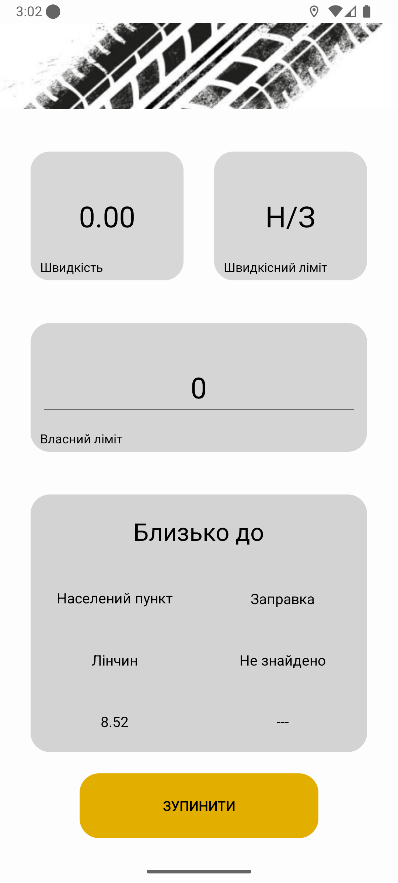 3:02
0.00
Н/З
Швидкість
Швидкісний ліміт
0
Власний ліміт
Близько до
Населений пункт
Заправка
Лінчин
Не знайдено
8.52
---
ЗУПИНИТИ